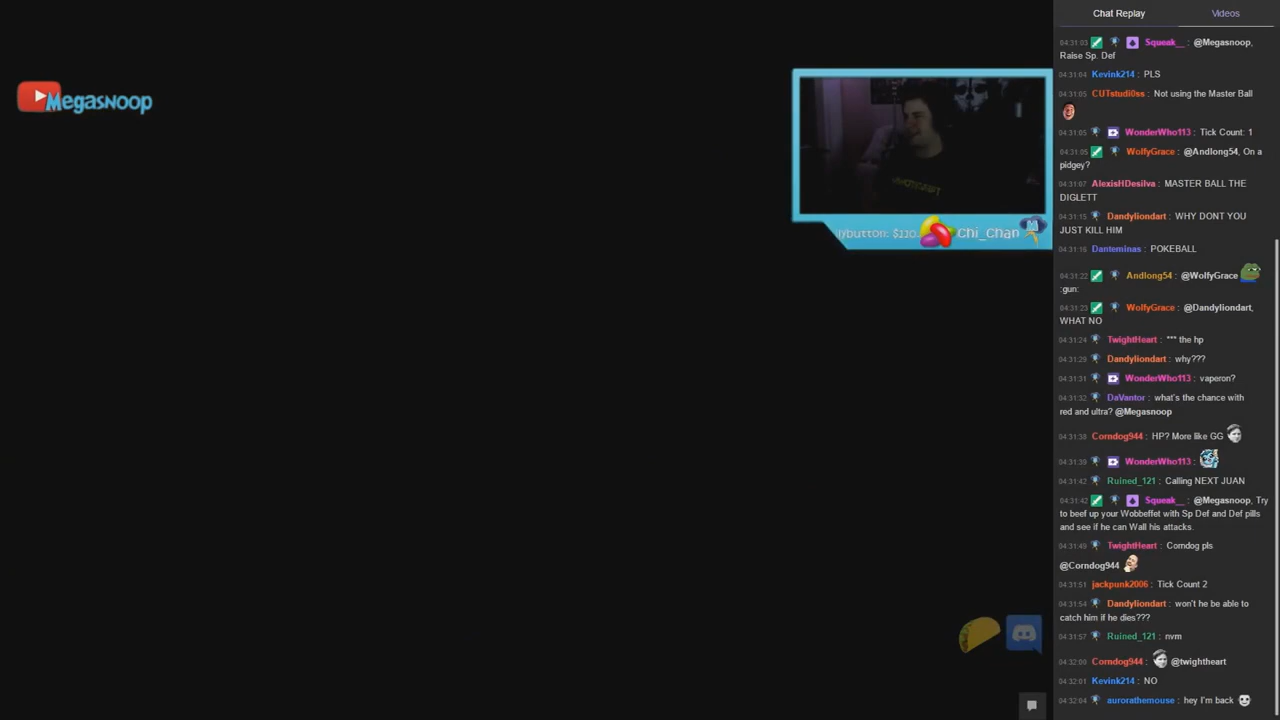 Chat Replay
Videos
Megasnoop
llybutton: $220. Chi_Chan
04:31:03 Squeak__ : @Megasnoop,
Raise Sp. Def
04:31:04 Kevink214 : PLS
04:31:05 CUTstudi0ss : Not using the Master Ball
04:31:05 WonderWho113 : Tick Count: 1
04:31:05 WolfyGrace : @Andlong54, On a
pidgey?
04:31:07 AlexisHDesilva : MASTER BALL THE
DIGLETT
04:31:15 Dandyliondart : WHY DONT YOU
JUST KILL HIM
04:31:16 Danteminas : POKEBALL
04:31:22 Andlong54 : @WolfyGrace
:gun:
04:31:23 WolfyGrace : @Dandyliondart,
WHAT NO
04:31:24 TwightHeart : *** the hp
04:31:29 Dandyliondart : why???
04:31:31 WonderWho113 : vaperon?
04:31:32 DaVantor : what's the chance with
red and ultra? @Megasnoop
04:31:38 Corndog944 : HP? More like GG
04:31:39 WonderWho113 :
04:31:42 Ruined_121 : Calling NEXT JUAN
04:31:42 Squeak__ : @Megasnoop, Try
to beef up your Wobbeffet with Sp Def and Def pills
and see if he can Wall his attacks.
04:31:49 TwightHeart : Corndog pls
@Corndog944
04:31:51 jackpunk2006 : Tick Count 2
04:31:54 Dandyliondart : won't he be able to
catch him if he dies???
04:31:57 Ruined_121 : nvm
04:32:00 Corndog944 : @twightheart
04:32:01 Kevink214 : NO
04:32:04 aurorathemouse : hey I'm back